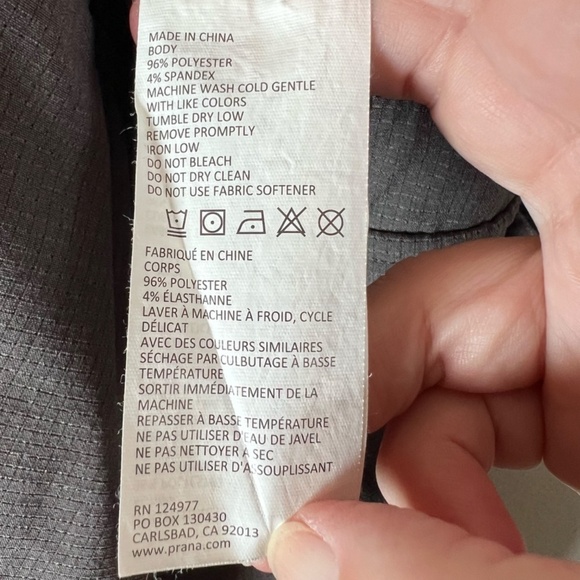 MADE IN CHINA
BODY
96% POLYESTER
4% SPANDEX
MACHINE WASH COLD GENTLE
WITH LIKE COLORS
TUMBLE DRY LOW
REMOVE PROMPTLY
IRON LOW
DO NOT BLEACH
DO NOT DRY CLEAN
DO NOT USE FABRIC SOFTENER
FABRIQUÉ EN CHINE
CORPS
96% POLYESTER
4% ÉLASTHANNE
LAVER À MACHINE À FROID, CYCLE
DÉLICAT
AVEC DES COULEURS SIMILAIRES
SÉCHAGE PAR CULBUTAGE À BASSE
TEMPÉRATURE
SORTIR IMMÉDIATEMENT DE LA
MACHINE
REPASSER À BASSE TEMPÉRATURE
NE PAS UTILISER D'EAU DE JAVEL
NE PAS NETTOYER À SEC
NE PAS UTILISER D'ASSOUPLISSANT
RN 124977
PO BOX 130430
CARLSBAD, CA 92013
www.prana.com